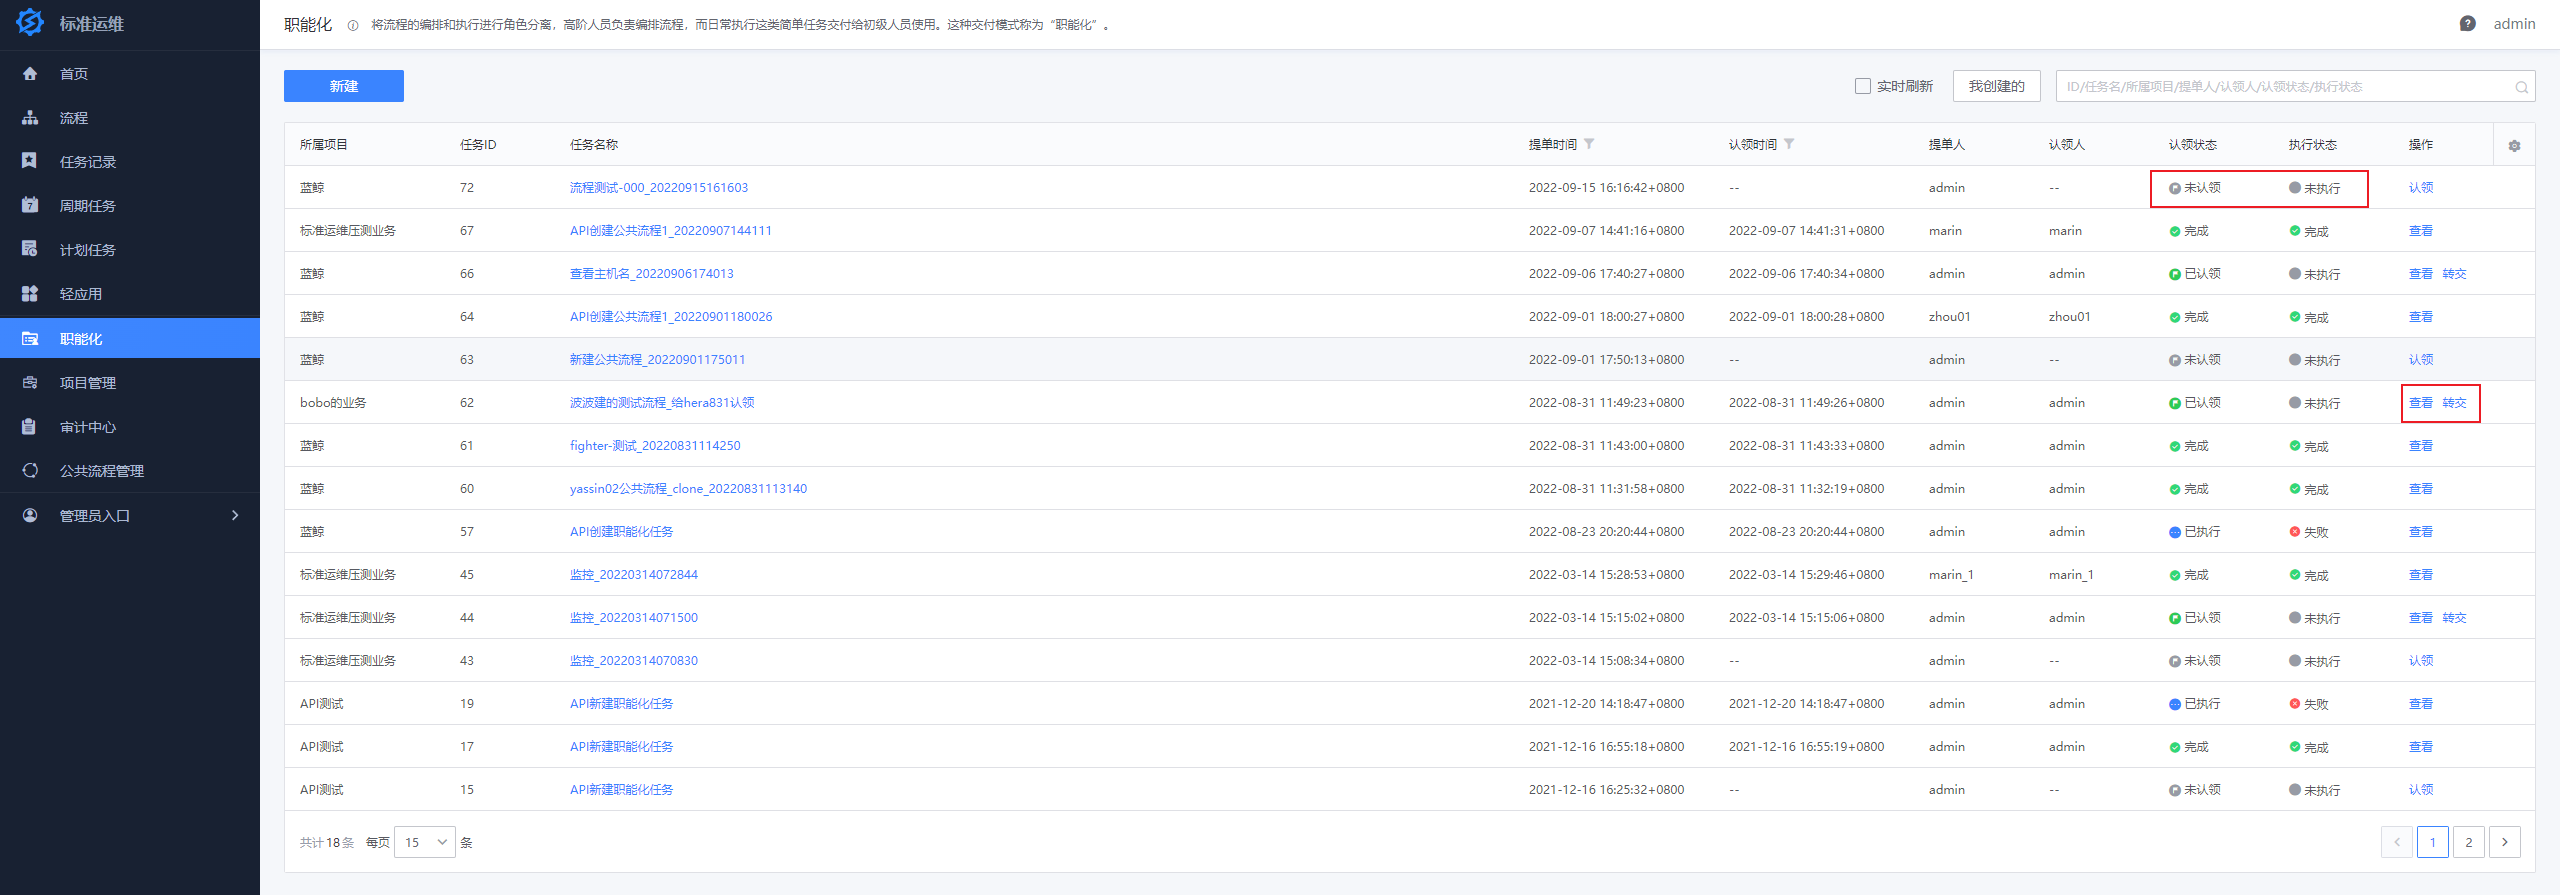 标准运维
首页
流程
任务记录
周期任务
计划任务
轻应用
职能化
项目管理
审计中心
公共流程管理
管理员入口
职能化 将流程的编排和执行进行角色分离，高阶人员负责编排流程，而日常执行这类简单任务交付给初级人员使用。这种交付模式称为“职能化”。 admin
新建 实时刷新 我创建的 ID/任务名/所属项目/提单人/认领人/认领状态/执行状态
所属项目 任务ID 任务名称 提单时间 认领时间 提单人 认领人 认领状态 执行状态 操作
蓝鲸 72 流程测试-000_20220915161603 2022-09-15 16:16:42+0800 -- admin -- 未认领 未执行 认领
标准运维压测业务 67 API创建公共流程1_20220907144111 2022-09-07 14:41:16+0800 2022-09-07 14:41:31+0800 marin marin 完成 完成 查看
蓝鲸 66 查看主机名_20220906174013 2022-09-06 17:40:27+0800 2022-09-06 17:40:34+0800 admin admin 已认领 未执行 查看 转交
蓝鲸 64 API创建公共流程1_20220901180026 2022-09-01 18:00:27+0800 2022-09-01 18:00:28+0800 zhou01 zhou01 完成 完成 查看
蓝鲸 63 新建公共流程_20220901175011 2022-09-01 17:50:13+0800 -- admin -- 未认领 未执行 认领
bobo的业务 62 波波建的测试流程_给hera831认领 2022-08-31 11:49:23+0800 2022-08-31 11:49:26+0800 admin admin 已认领 未执行 查看 转交
蓝鲸 61 fighter-测试_20220831114250 2022-08-31 11:43:00+0800 2022-08-31 11:43:33+0800 admin admin 完成 完成 查看
蓝鲸 60 yassin02公共流程_clone_20220831113140 2022-08-31 11:31:58+0800 2022-08-31 11:32:19+0800 admin admin 完成 完成 查看
蓝鲸 57 API创建职能化任务 2022-08-23 20:20:44+0800 2022-08-23 20:20:44+0800 admin admin 已执行 失败 查看
标准运维压测业务 45 监控_20220314072844 2022-03-14 15:28:53+0800 2022-03-14 15:29:46+0800 marin_1 marin_1 完成 完成 查看
标准运维压测业务 44 监控_20220314071500 2022-03-14 15:15:02+0800 2022-03-14 15:15:06+0800 admin admin 已认领 未执行 查看 转交
标准运维压测业务 43 监控_20220314070830 2022-03-14 15:08:34+0800 -- admin -- 未认领 未执行 认领
API测试 19 API新建职能化任务 2021-12-20 14:18:47+0800 2021-12-20 14:18:47+0800 admin admin 已执行 失败 查看
API测试 17 API新建职能化任务 2021-12-16 16:55:18+0800 2021-12-16 16:55:19+0800 admin admin 完成 完成 查看
API测试 15 API新建职能化任务 2021-12-16 16:25:32+0800 -- admin -- 未认领 未执行 认领
共计18条 每页 15 条 1 2